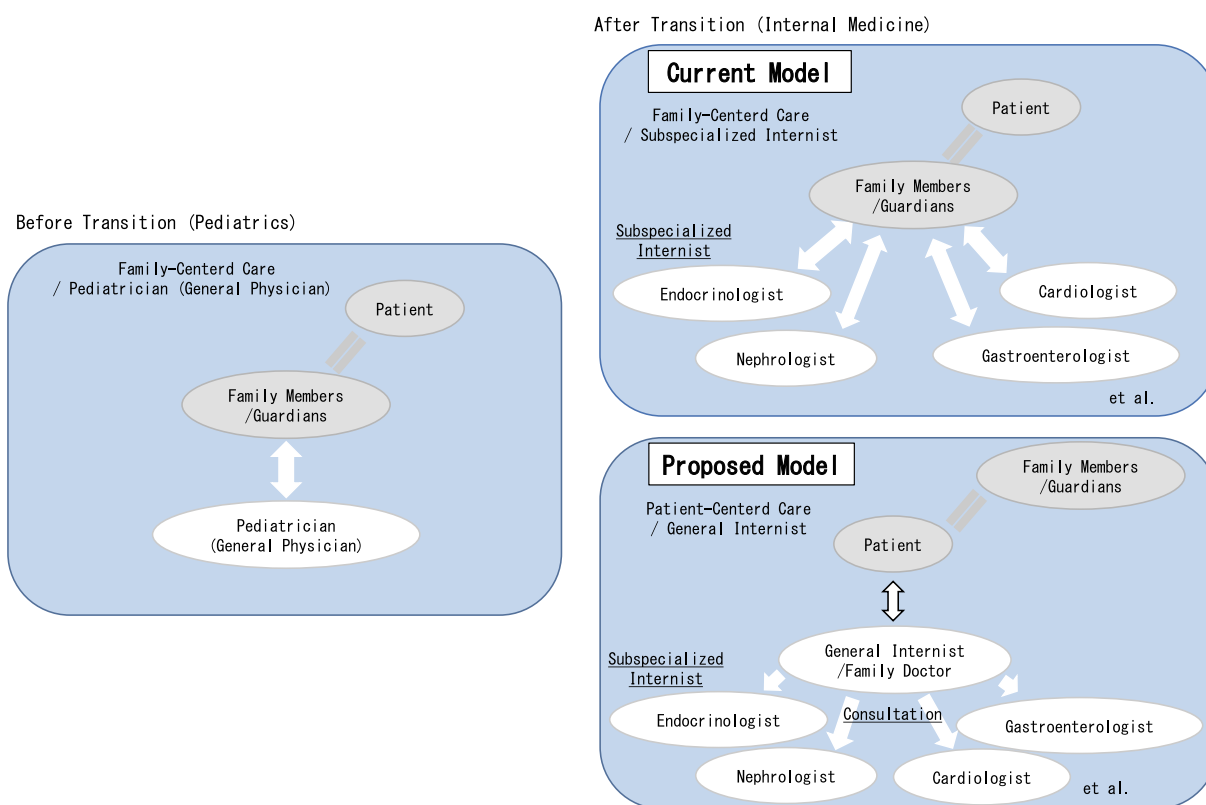 Before Transition (Pediatrics)
Family-Centerd Care
/ Pediatrician (General Physician)
Patient
Family Members
/Guardians
Pediatrician
(General Physician)
After Transition (Internal Medicine)
Current Model
Family-Centerd Care
/ Subspecialized Internist
Patient
Family Members
/Guardians
Subspecialized
Internist
Endocrinologist
Cardiologist
Nephrologist
Gastroenterologist
et al.
Proposed Model
Family Members
/Guardians
Patient-Centerd Care
/ General Internist
Patient
General Internist
/Family Doctor
Subspecialized
Internist
Endocrinologist
Consultation
Gastroenterologist
Nephrologist
Cardiologist
et al.